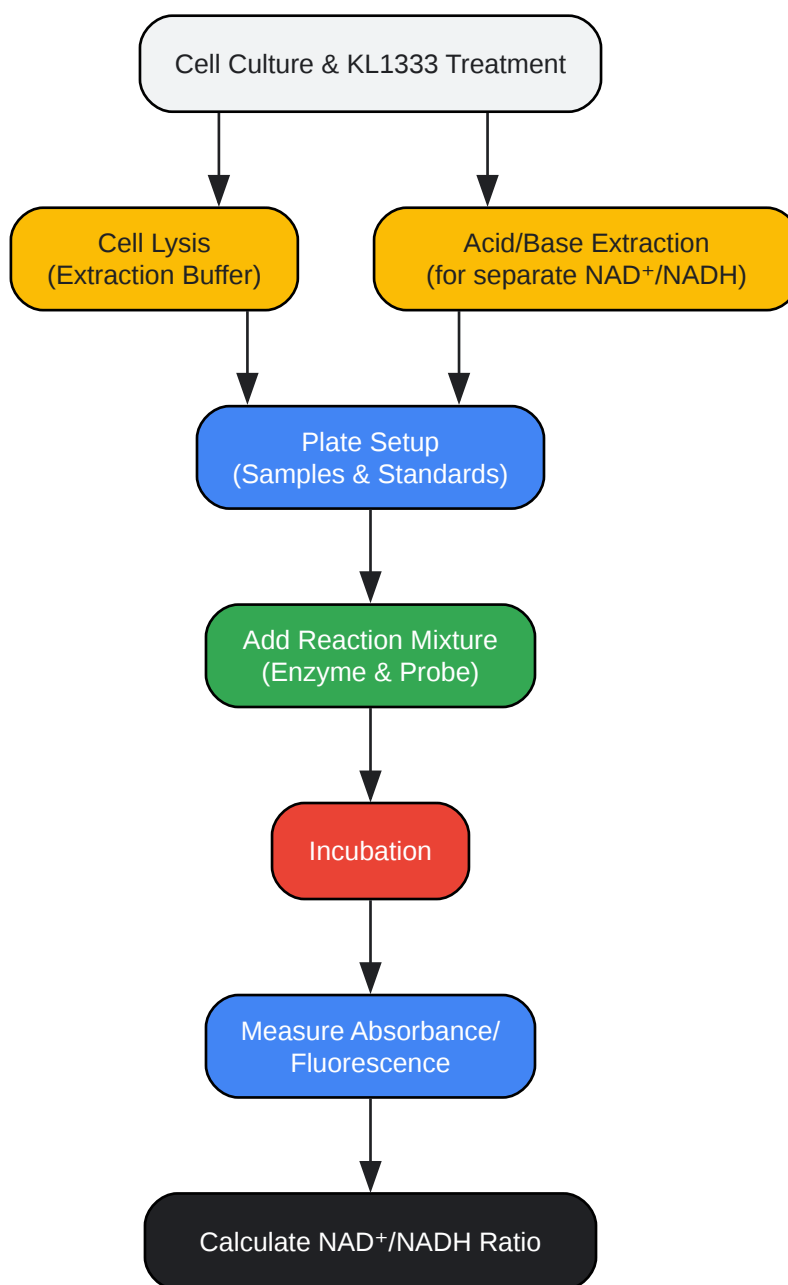 Cell Culture & KL1333 Treatment
Cell Lysis
(Extraction Buffer)
Acid/Base Extraction
(for separate NAD⁺/NADH)
Plate Setup
(Samples & Standards)
Add Reaction Mixture
(Enzyme & Probe)
Incubation
Measure Absorbance/
Fluorescence
Calculate NAD⁺/NADH Ratio